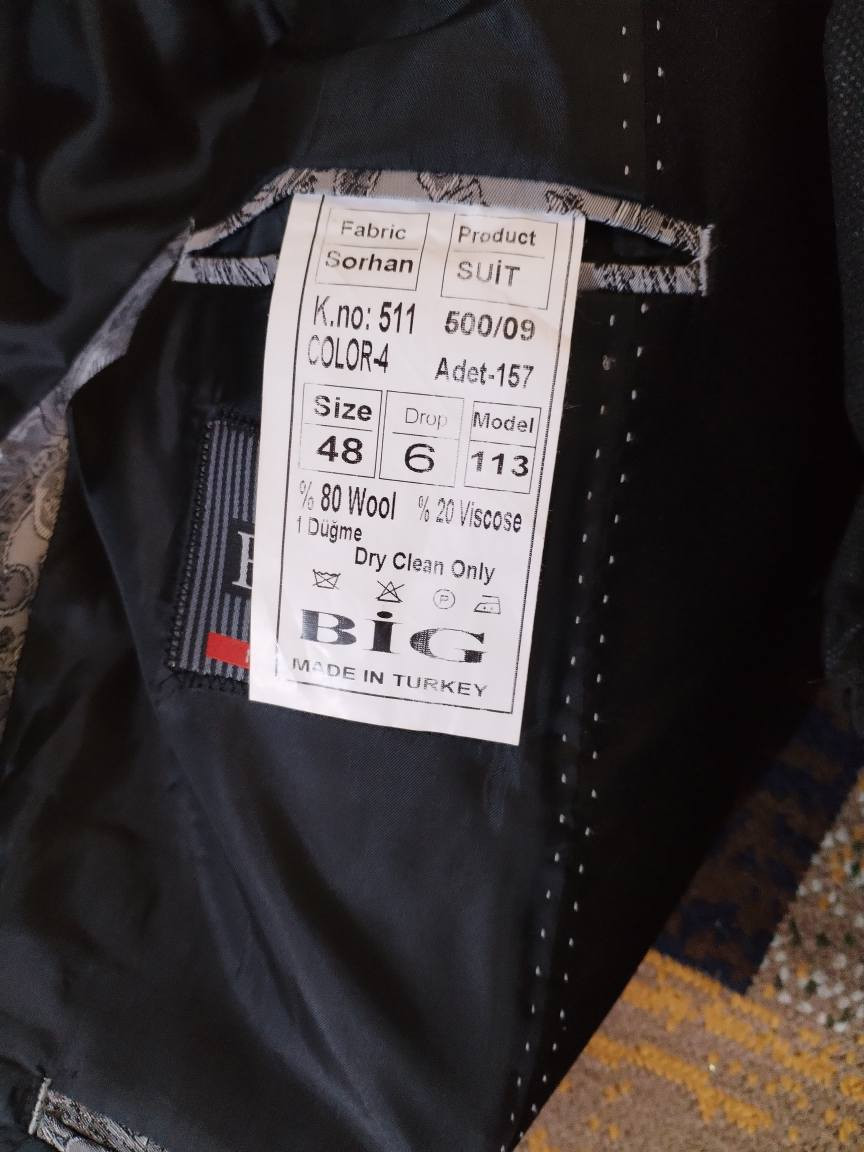 Fabric Product
Sorhan SUİT
K.no: 511 500/09
COLOR-4 Adet-157
Size Drop Model
48 6 113
% 80 Wool % 20 Viscose
1 Düğme
Dry Clean Only
P
BİG
MADE IN TURKEY